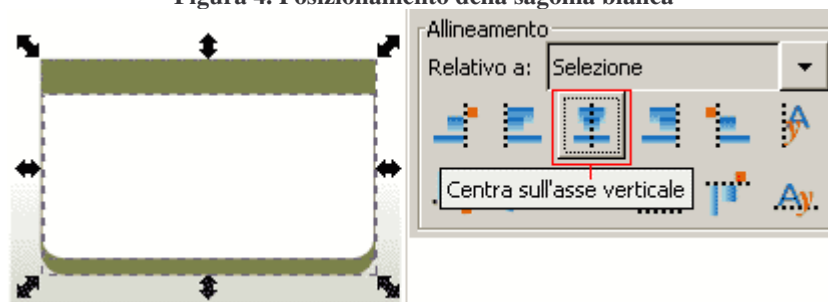 Figura 4. Posizionamento della sagoma bianca
Allineamento
Relativo a: Selezione
Centra sull'asse verticale